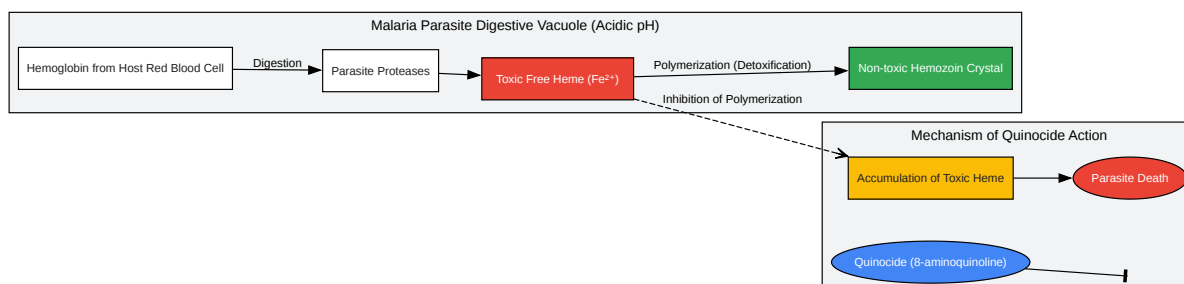 Malaria Parasite Digestive Vacuole (Acidic pH)
Hemoglobin from Host Red Blood Cell
Digestion
Parasite Proteases
Toxic Free Heme (Fe²⁺)
Polymerization (Detoxification)
Non-toxic Hemozoin Crystal
Inhibition of Polymerization
Mechanism of Quinocide Action
Accumulation of Toxic Heme
Parasite Death
Quinocide (8-aminoquinoline)